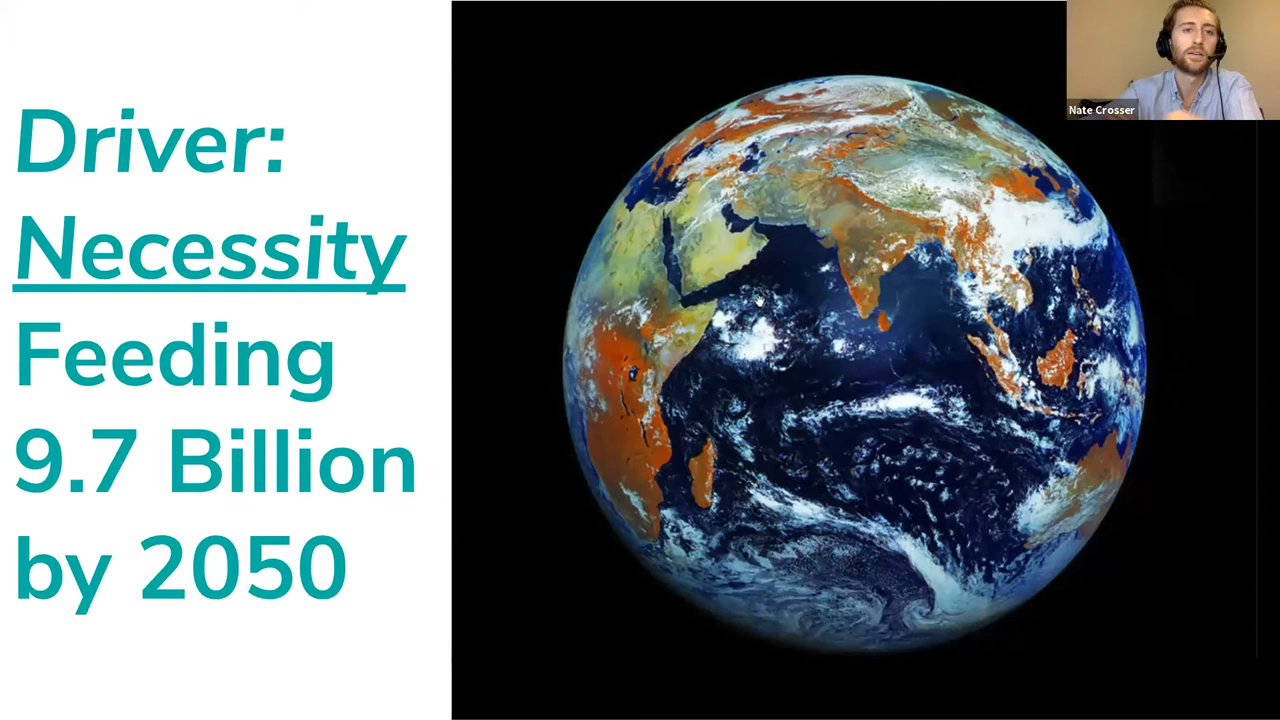 Driver:
Necessity
Feeding
9.7 Billion
by 2050
Nate Crosser